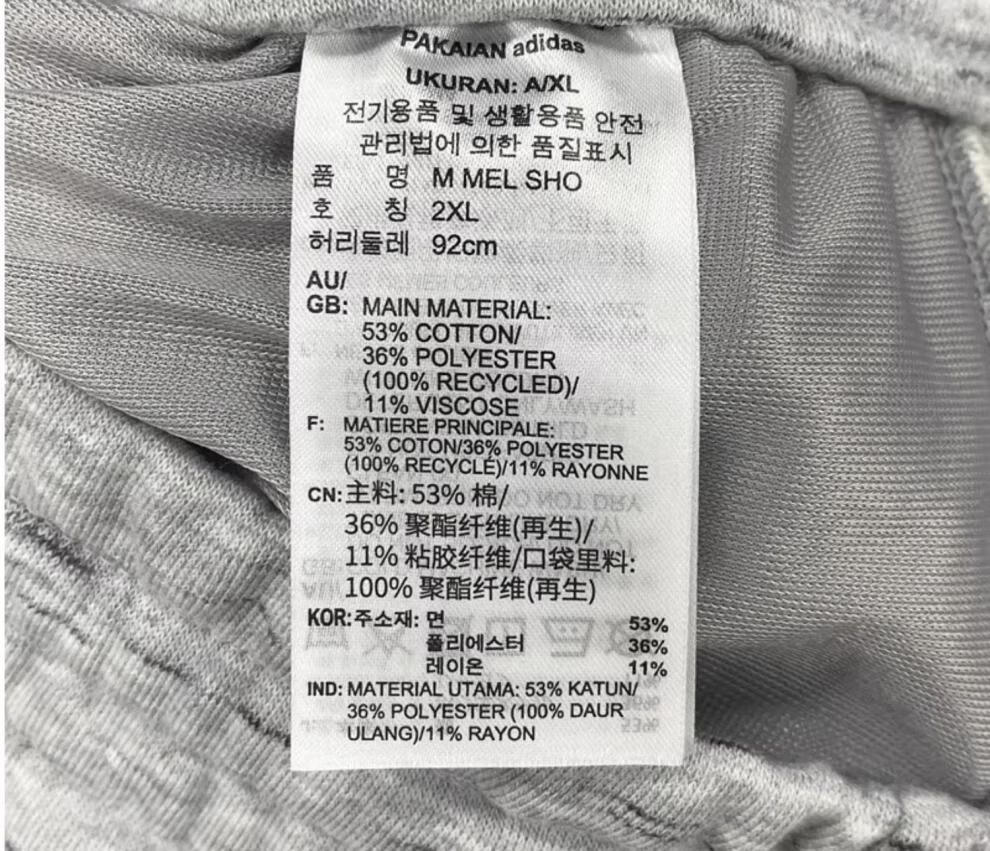 PAKAIAN adidas
UKURAN: A/XL
전기용품 및 생활용품 안전
관리법에 의한 품질표시
품 명 M MEL SHO
호 칭 2XL
허리둘레 92cm
AU/
GB: MAIN MATERIAL:
53% COTTON/
36% POLYESTER
(100% RECYCLED)/
11% VISCOSE
F: MATIERE PRINCIPALE:
53% COTON/36% POLYESTER
(100% RECYCLÉ)/11% RAYONNE
CN: 主料: 53% 棉/
36% 聚酯纤维(再生)/
11% 粘胶纤维/口袋里料:
100% 聚酯纤维(再生)
KOR: 주소재: 면 53%
폴리에스터 36%
레이온 11%
IND: MATERIAL UTAMA: 53% KATUN/
36% POLYESTER (100% DAUR
ULANG)/11% RAYON